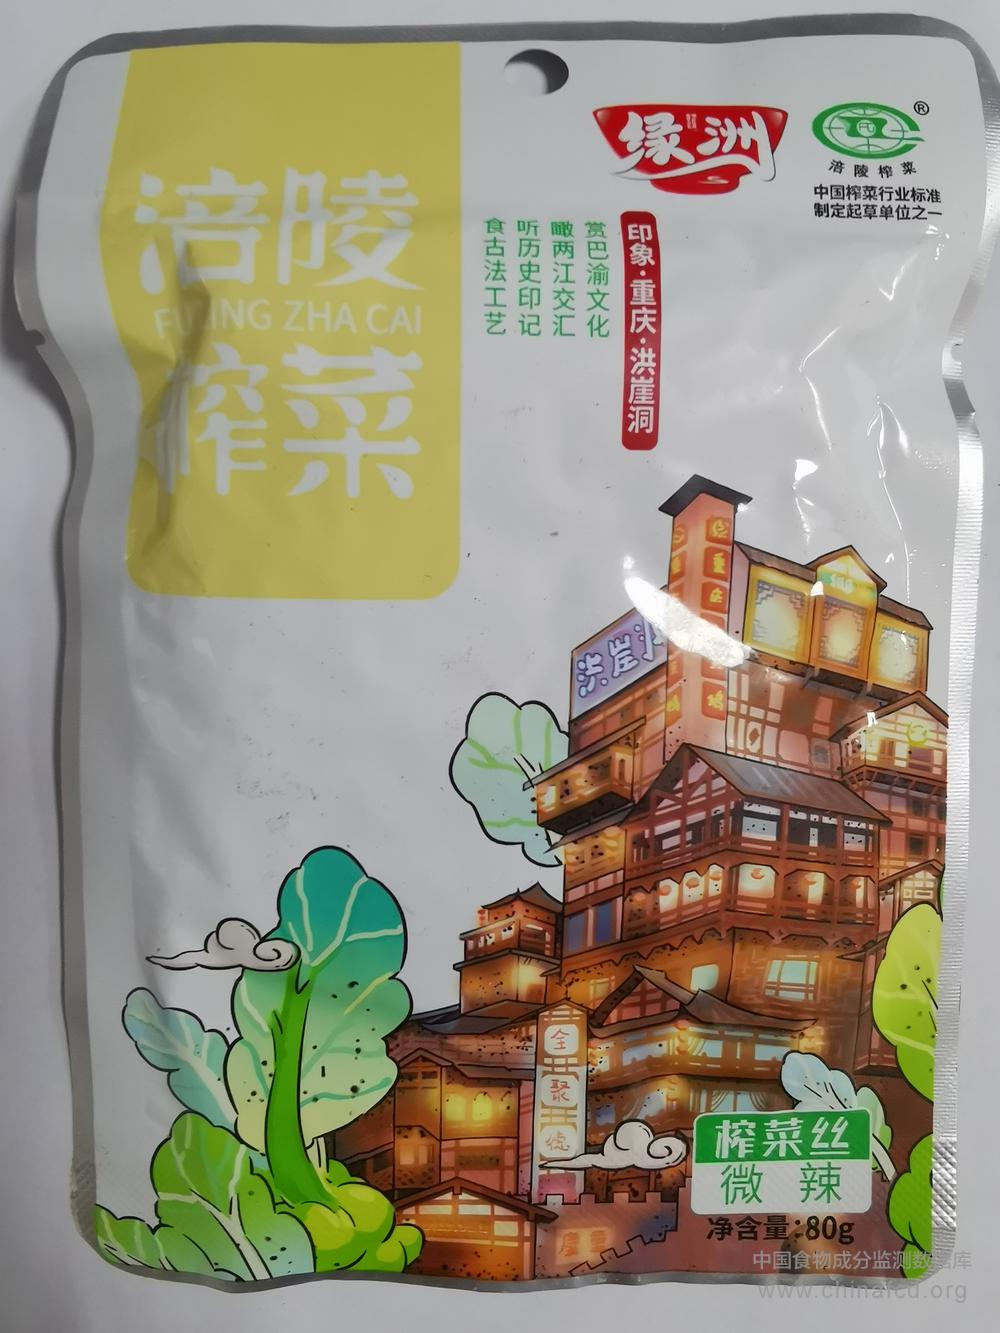 涪陵
FULING ZHA CAI
榨菜
缘洲
®
涪陵榨菜
中国榨菜行业标准
制定起草单位之一
印象·重庆·洪崖洞
赏巴渝文化
瞰两江交汇
听历史印记
食古法工艺
洪崖洞
全聚德
榨菜丝
微辣
净含量:80g
中国食物成分监测数据库
www.chinafcd.org